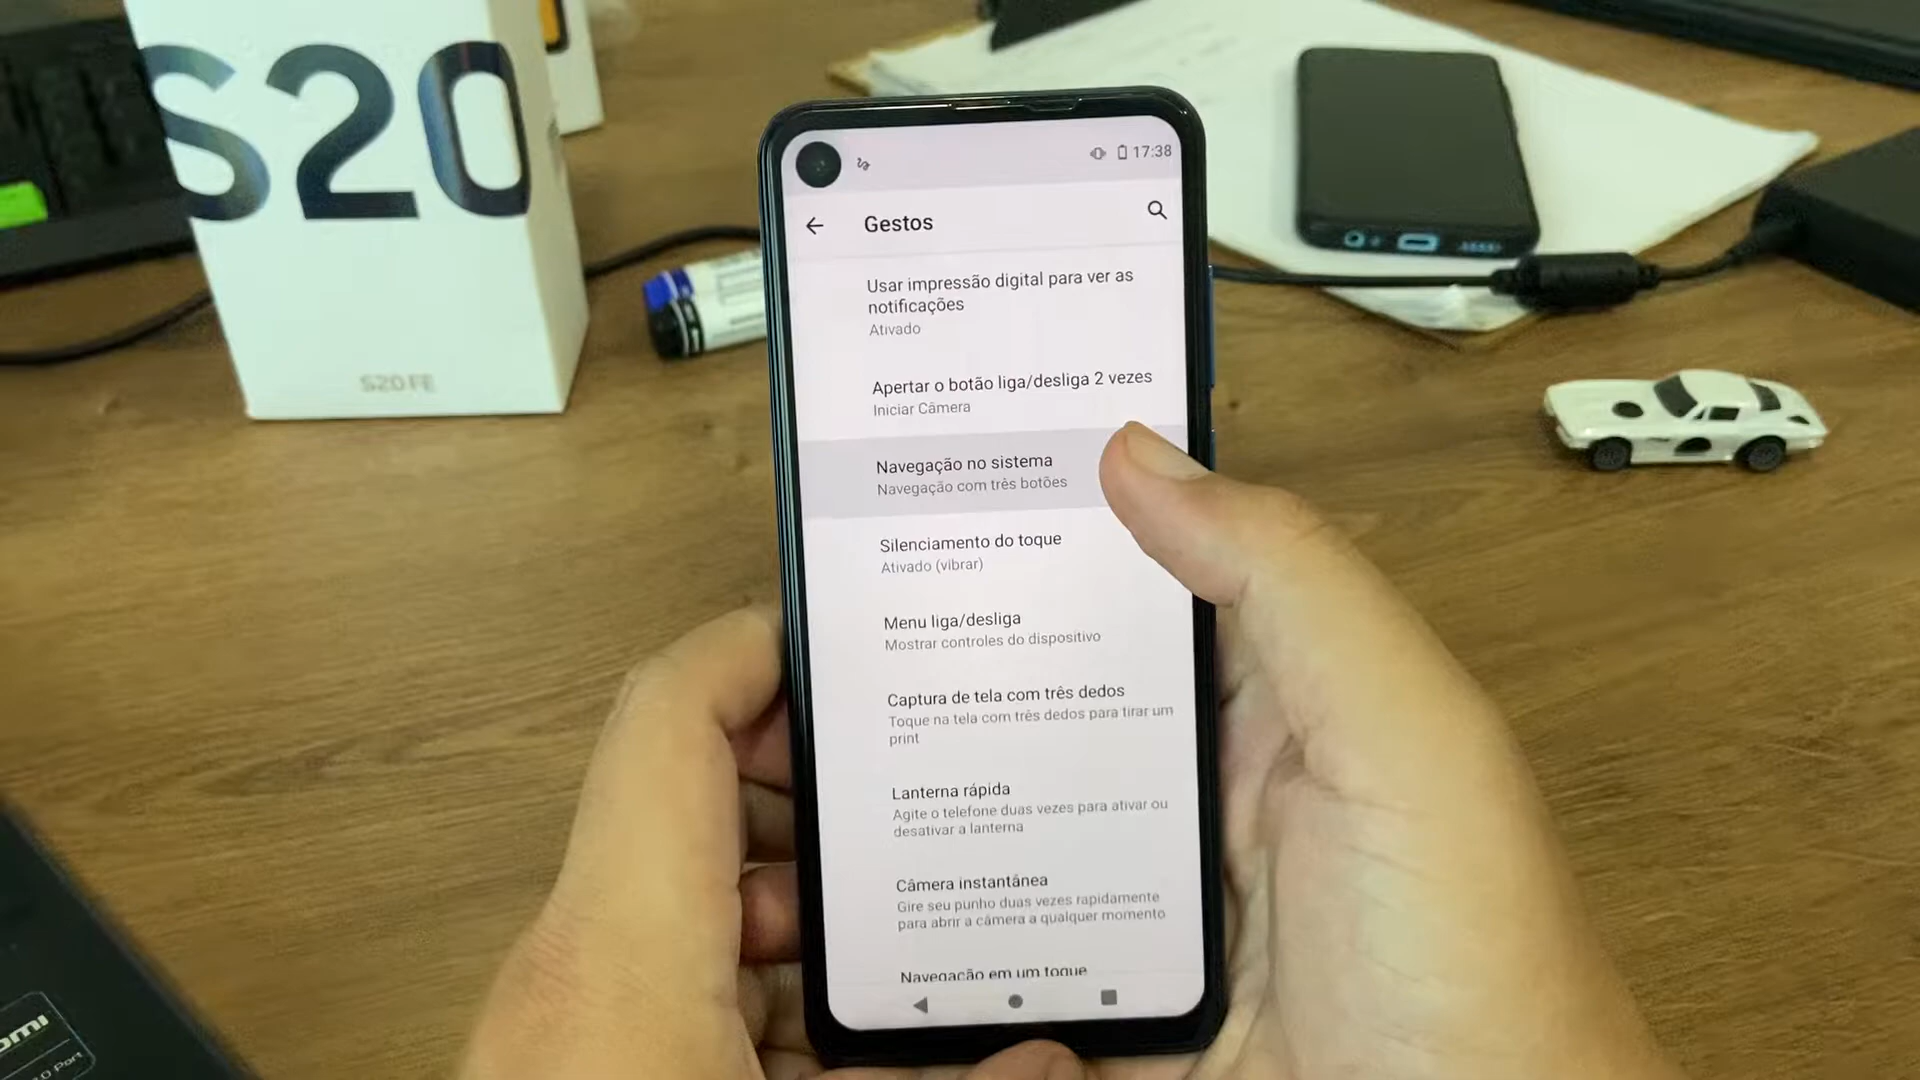 S20
S20 FE
17:38
Gestos
Usar impressão digital para ver as
notificações
Ativado
Apertar o botão liga/desliga 2 vezes
Iniciar Câmera
Navegação no sistema
Navegação com três botões
Silenciamento do toque
Ativado (vibrar)
Menu liga/desliga
Mostrar controles do dispositivo
Captura de tela com três dedos
Toque na tela com três dedos para tirar um
print
Lanterna rápida
Agite o telefone duas vezes para ativar ou
desativar a lanterna
Câmera instantânea
Gire seu punho duas vezes rapidamente
para abrir a câmera a qualquer momento
Navegação em um toque
Port